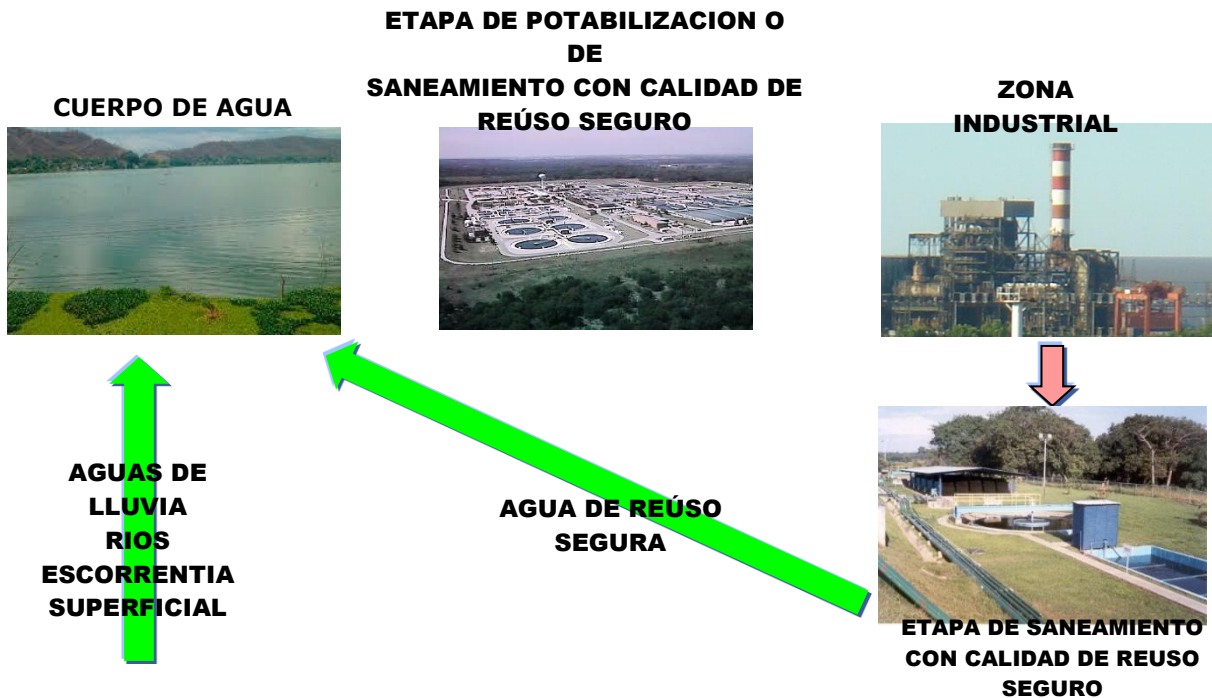 ETAPA DE POTABILIZACION O
DE
SANEAMIENTO CON CALIDAD DE
REÚSO SEGURO
CUERPO DE AGUA
ZONA
INDUSTRIAL
AGUAS DE
LLUVIA
RIOS
ESCORRENTIA
SUPERFICIAL
AGUA DE REÚSO
SEGURA
ETAPA DE SANEAMIENTO
CON CALIDAD DE REUSO
SEGURO